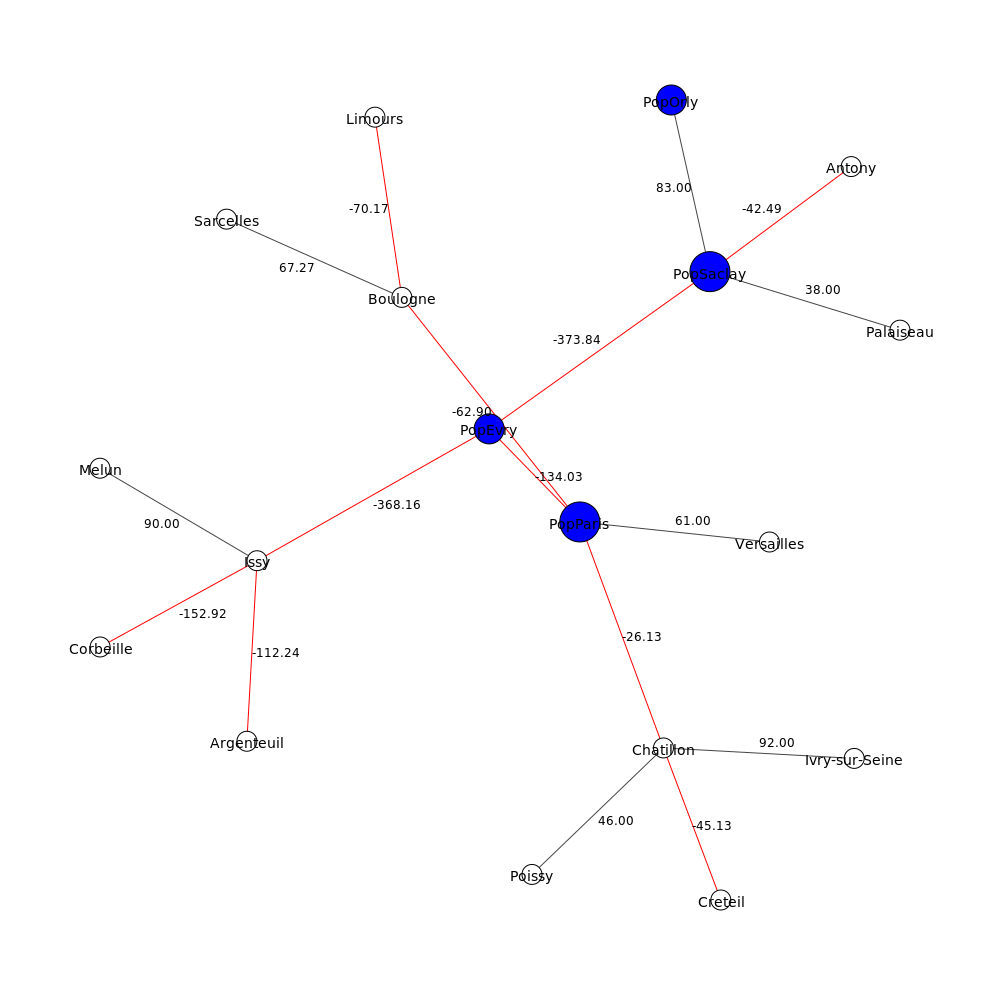 PopOrly
Limours
Antony
83.00
-70.17
-42.49
Sarcelles
67.27
PopSaclay
38.00
Boulogne
Palaiseau
-373.84
-62.90
PopEvry
Melun
-134.03
-368.16
90.00
PopParis
61.00
Versailles
Issy
-152.92
-26.13
Corbeille
-112.24
Argenteuil
92.00
Chatillon
Ivry-sur-Seine
46.00
-45.13
Poissy
Creteil